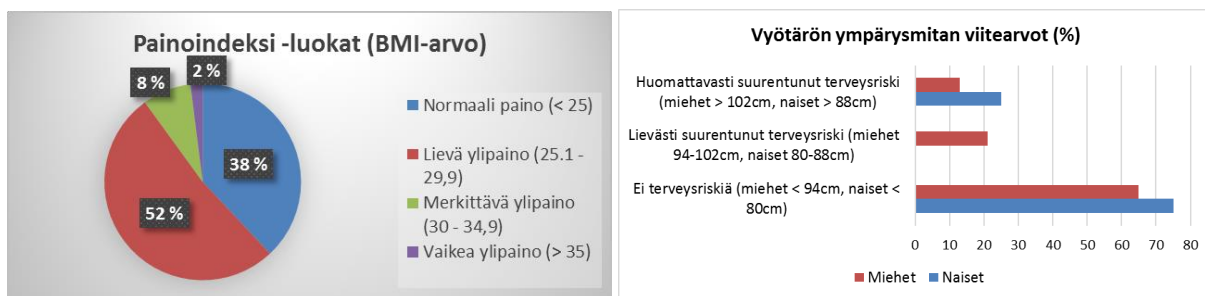 Painoindeksi -luokat (BMI-arvo)
8 %
2 %
38 %
52 %
Normaali paino (< 25)
Lievä ylipaino (25.1 -
29,9)
Merkittävä ylipaino
(30 - 34,9)
Vaikea ylipaino (> 35)
Vyötärön ympärysmitan viitearvot (%)
Huomattavasti suurentunut terveysriski
(miehet > 102cm, naiset > 88cm)
Lievästi suurentunut terveysriski (miehet
94-102cm, naiset 80-88cm)
Ei terveysriskiä (miehet < 94cm, naiset <
80cm)
0 10 20 30 40 50 60 70 80
Miehet Naiset